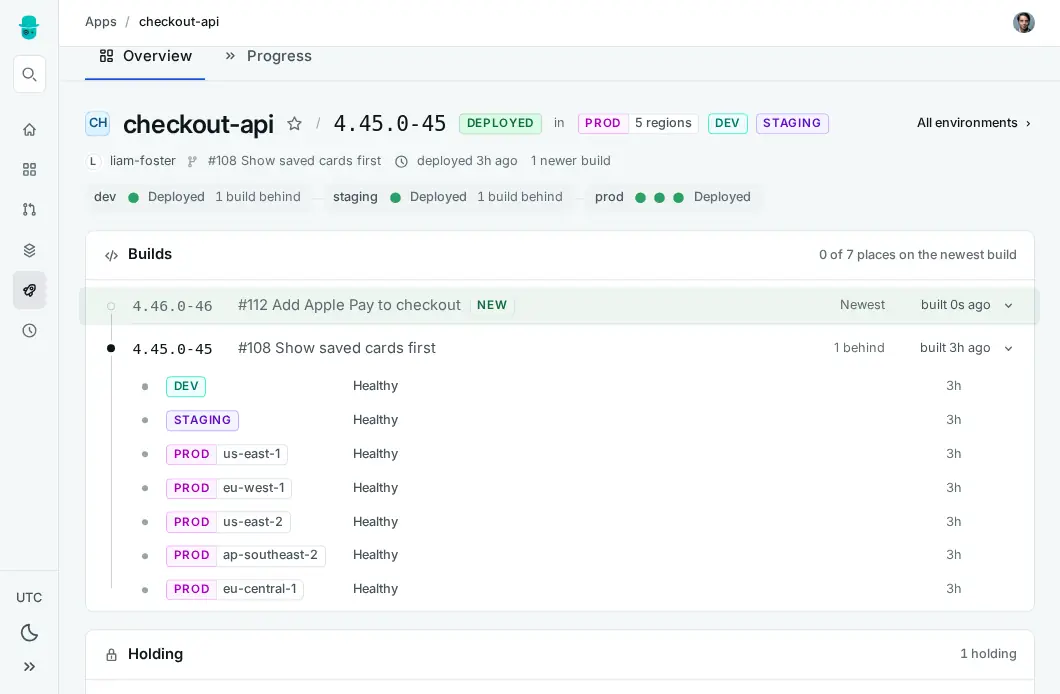 Apps / checkout-api
Overview
Progress
CH checkout-api / 4.45.0-45 DEPLOYED in PROD 5 regions DEV STAGING
All environments
L liam-foster #108 Show saved cards first deployed 3h ago 1 newer build
dev Deployed 1 build behind staging Deployed 1 build behind prod Deployed
Builds 0 of 7 places on the newest build
4.46.0-46 #112 Add Apple Pay to checkout NEW Newest built 0s ago
4.45.0-45 #108 Show saved cards first 1 behind built 3h ago
DEV Healthy 3h
STAGING Healthy 3h
PROD us-east-1 Healthy 3h
PROD eu-west-1 Healthy 3h
PROD us-east-2 Healthy 3h
PROD ap-southeast-2 Healthy 3h
PROD eu-central-1 Healthy 3h
UTC
Holding 1 holding